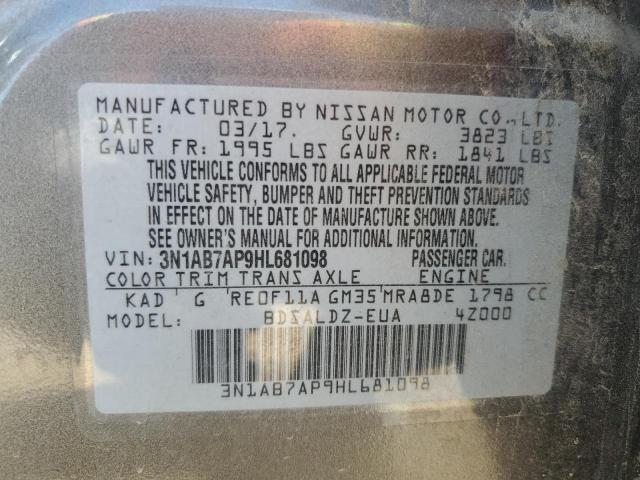 MANUFACTURED BY NISSAN MOTOR CO., LTD.
DATE: 03/17. GVWR: 3823 LBS
GAWR FR: 1995 LBS GAWR RR: 1841 LBS
THIS VEHICLE CONFORMS TO ALL APPLICABLE FEDERAL MOTOR
VEHICLE SAFETY, BUMPER AND THEFT PREVENTION STANDARDS
IN EFFECT ON THE DATE OF MANUFACTURE SHOWN ABOVE.
SEE OWNER'S MANUAL FOR ADDITIONAL INFORMATION.
VIN: 3N1AB7AP9HL681098 PASSENGER CAR.
COLOR TRIM TRANS AXLE ENGINE
KAD G RE0F11A GM35 MRA8DE 1798 CC
MODEL: BDSALDZ-EUA 4Z000
3N1AB7AP9HL681098